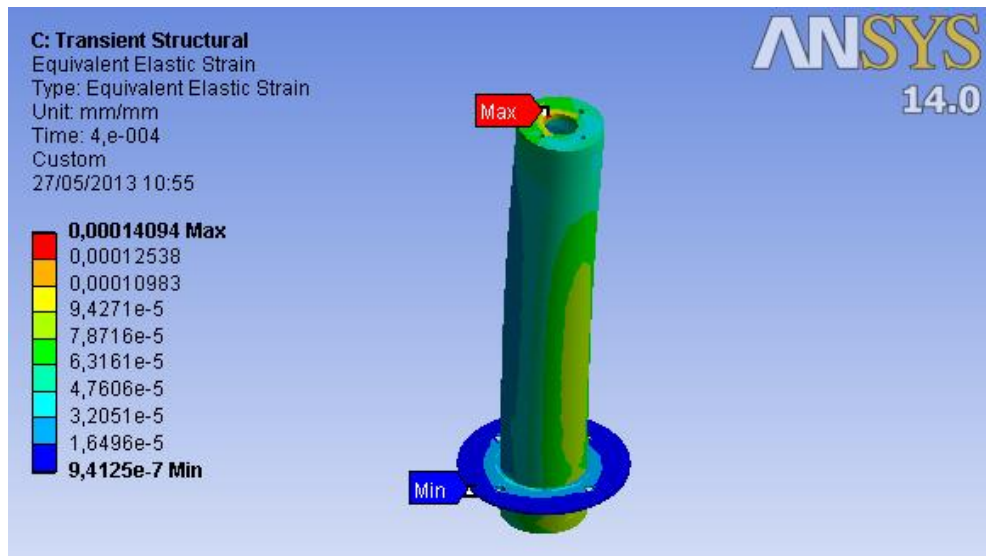 C: Transient Structural
Equivalent Elastic Strain
Type: Equivalent Elastic Strain
Unit: mm/mm
Time: 4,e-004
Custom
27/05/2013 10:55
0,00014094 Max
0,00012538
0,00010983
9,4271e-5
7,8716e-5
6,3161e-5
4,7606e-5
3,2051e-5
1,6496e-5
9,4125e-7 Min
ANSYS
14.0
Max
Min